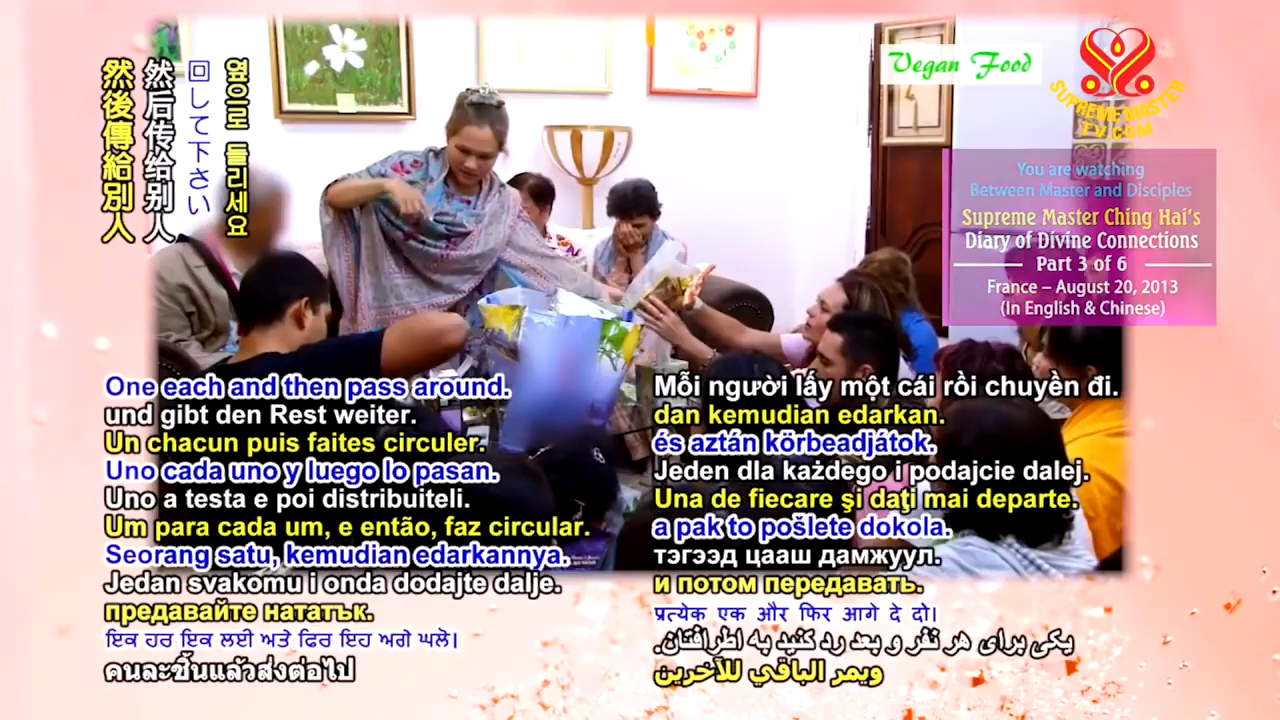 然後傳給別人
然后传给别人
回して下さい
옆으로 돌리세요
Vegan Food
SUPREME MASTER
TV.COM
You are watching
Between Master and Disciples
Supreme Master Ching Hai's
Diary of Divine Connections
Part 3 of 6
France – August 20, 2013
(In English & Chinese)
One each and then pass around.
und gibt den Rest weiter.
Un chacun puis faites circuler.
Uno cada uno y luego lo pasan.
Uno a testa e poi distribuiteli.
Um para cada um, e então, faz circular.
Seorang satu, kemudian edarkannya.
Jedan svakomu i onda dodajte dalje.
предавайте нататък.
ਇਕ ਹਰ ਇਕ ਲਈ ਅਤੇ ਫਿਰ ਇਹ ਅਗੇ ਘਲੋ।
คนละชิ้นแล้วส่งต่อไป
Mỗi người lấy một cái rồi chuyền đi.
dan kemudian edarkan.
és aztán körbeadjátok.
Jeden dla każdego i podajcie dalej.
Una de fiecare şi daţi mai departe.
a pak to pošlete dokola.
тэгээд цааш дамжуул.
и потом передавать.
प्रत्येक एक और फिर आगे दे दो।
یکی برای هر نفر و بعد رد کنید به اطرافتان.
ويمر الباقي للآخرين